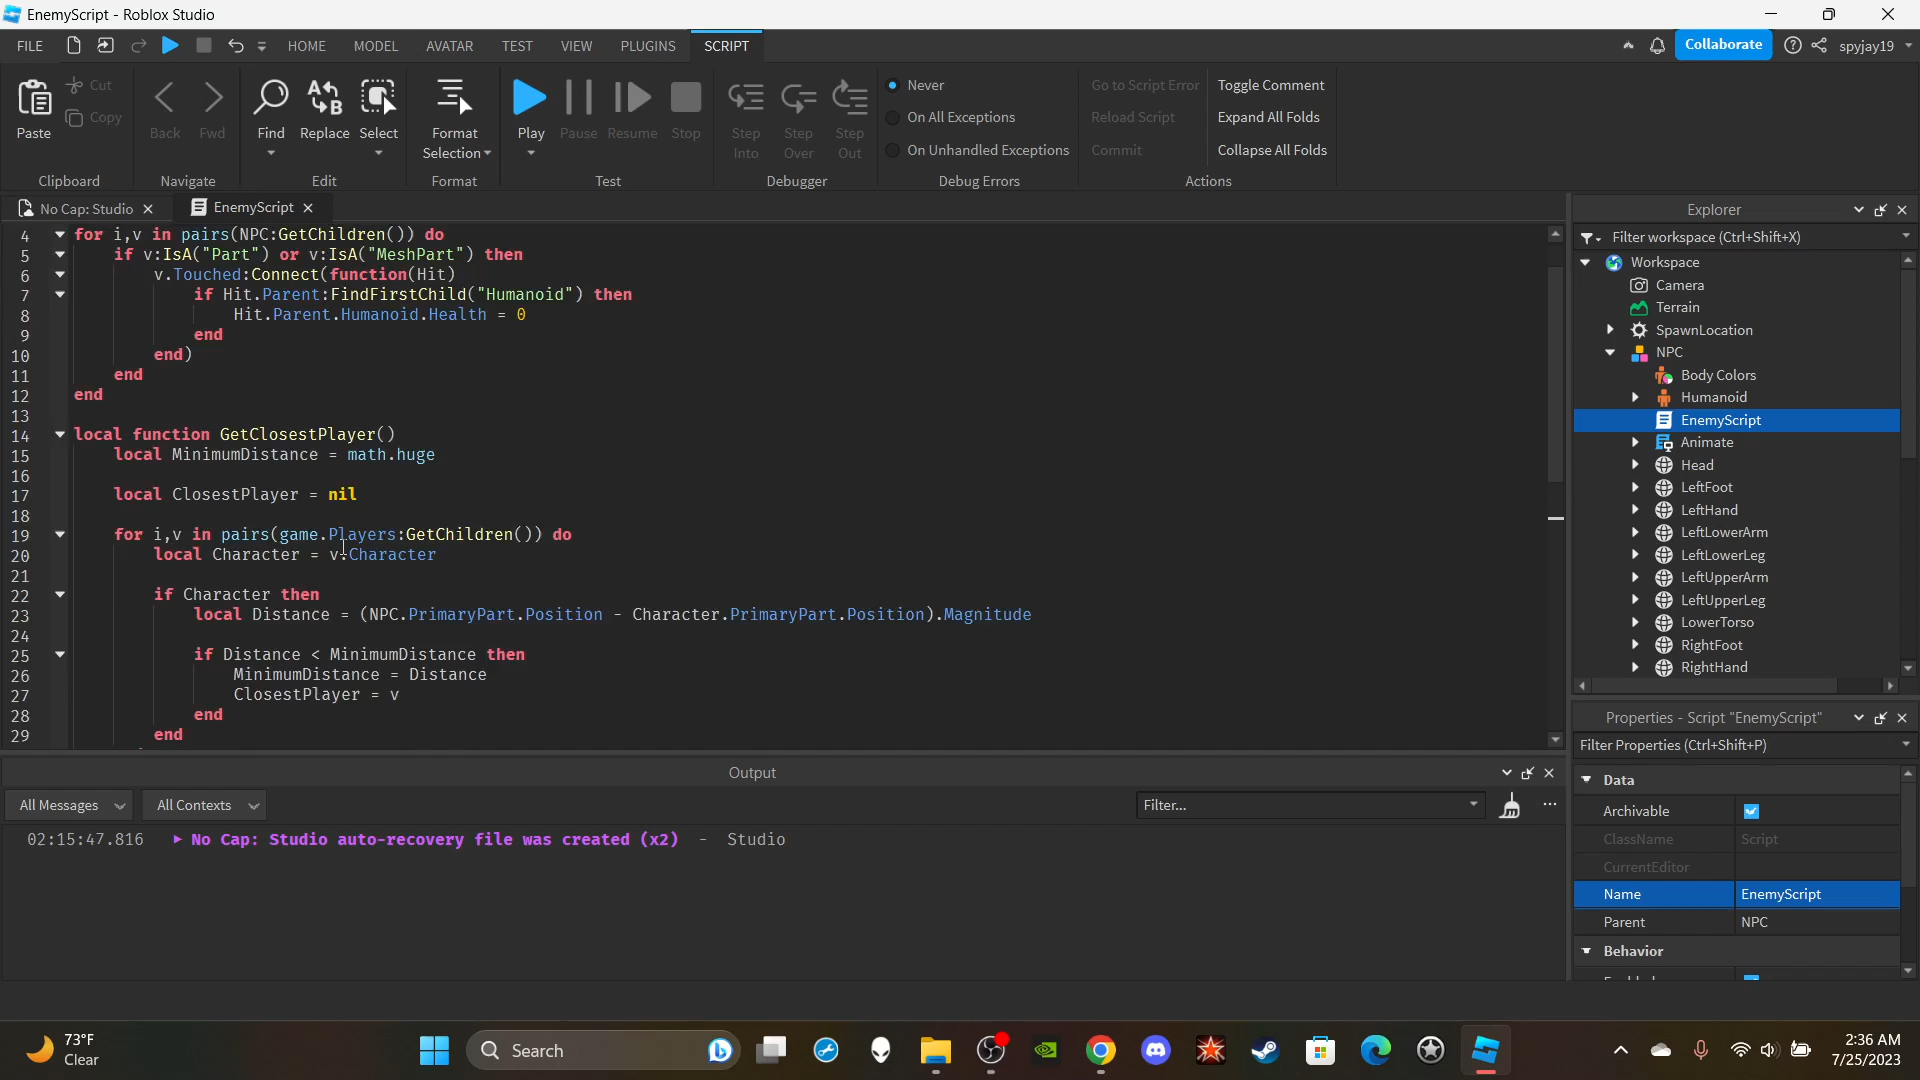 EnemyScript - Roblox Studio
FILE HOME MODEL AVATAR TEST VIEW PLUGINS SCRIPT Collaborate spyjay19
Paste Cut Copy Back Fwd Find Replace Select Format Selection Play Pause Resume Stop Step Into Step Over Step Out
Never
On All Exceptions
On Unhandled Exceptions
Go to Script Error
Reload Script
Commit
Toggle Comment
Expand All Folds
Collapse All Folds
Clipboard Navigate Edit Format Test Debugger Debug Errors Actions
No Cap: Studio EnemyScript
4 for i,v in pairs(NPC:GetChildren()) do
5 if v:IsA("Part") or v:IsA("MeshPart") then
6 v.Touched:Connect(function(Hit)
7 if Hit.Parent:FindFirstChild("Humanoid") then
8 Hit.Parent.Humanoid.Health = 0
9 end
10 end)
11 end
12 end
13
14 local function GetClosestPlayer()
15 local MinimumDistance = math.huge
16
17 local ClosestPlayer = nil
18
19 for i,v in pairs(game.Players:GetChildren()) do
20 local Character = v.Character
21
22 if Character then
23 local Distance = (NPC.PrimaryPart.Position - Character.PrimaryPart.Position).Magnitude
24
25 if Distance < MinimumDistance then
26 MinimumDistance = Distance
27 ClosestPlayer = v
28 end
29 end
Output
All Messages All Contexts Filter...
02:15:47.816 No Cap: Studio auto-recovery file was created (x2) - Studio
Explorer
Filter workspace (Ctrl+Shift+X)
Workspace
Camera
Terrain
SpawnLocation
NPC
Body Colors
Humanoid
EnemyScript
Animate
Head
LeftFoot
LeftHand
LeftLowerArm
LeftLowerLeg
LeftUpperArm
LeftUpperLeg
LowerTorso
RightFoot
RightHand
Properties - Script "EnemyScript"
Filter Properties (Ctrl+Shift+P)
Data
Archivable
ClassName Script
CurrentEditor
Name EnemyScript
Parent NPC
Behavior
73°F
Clear
Search
2:36 AM
7/25/2023